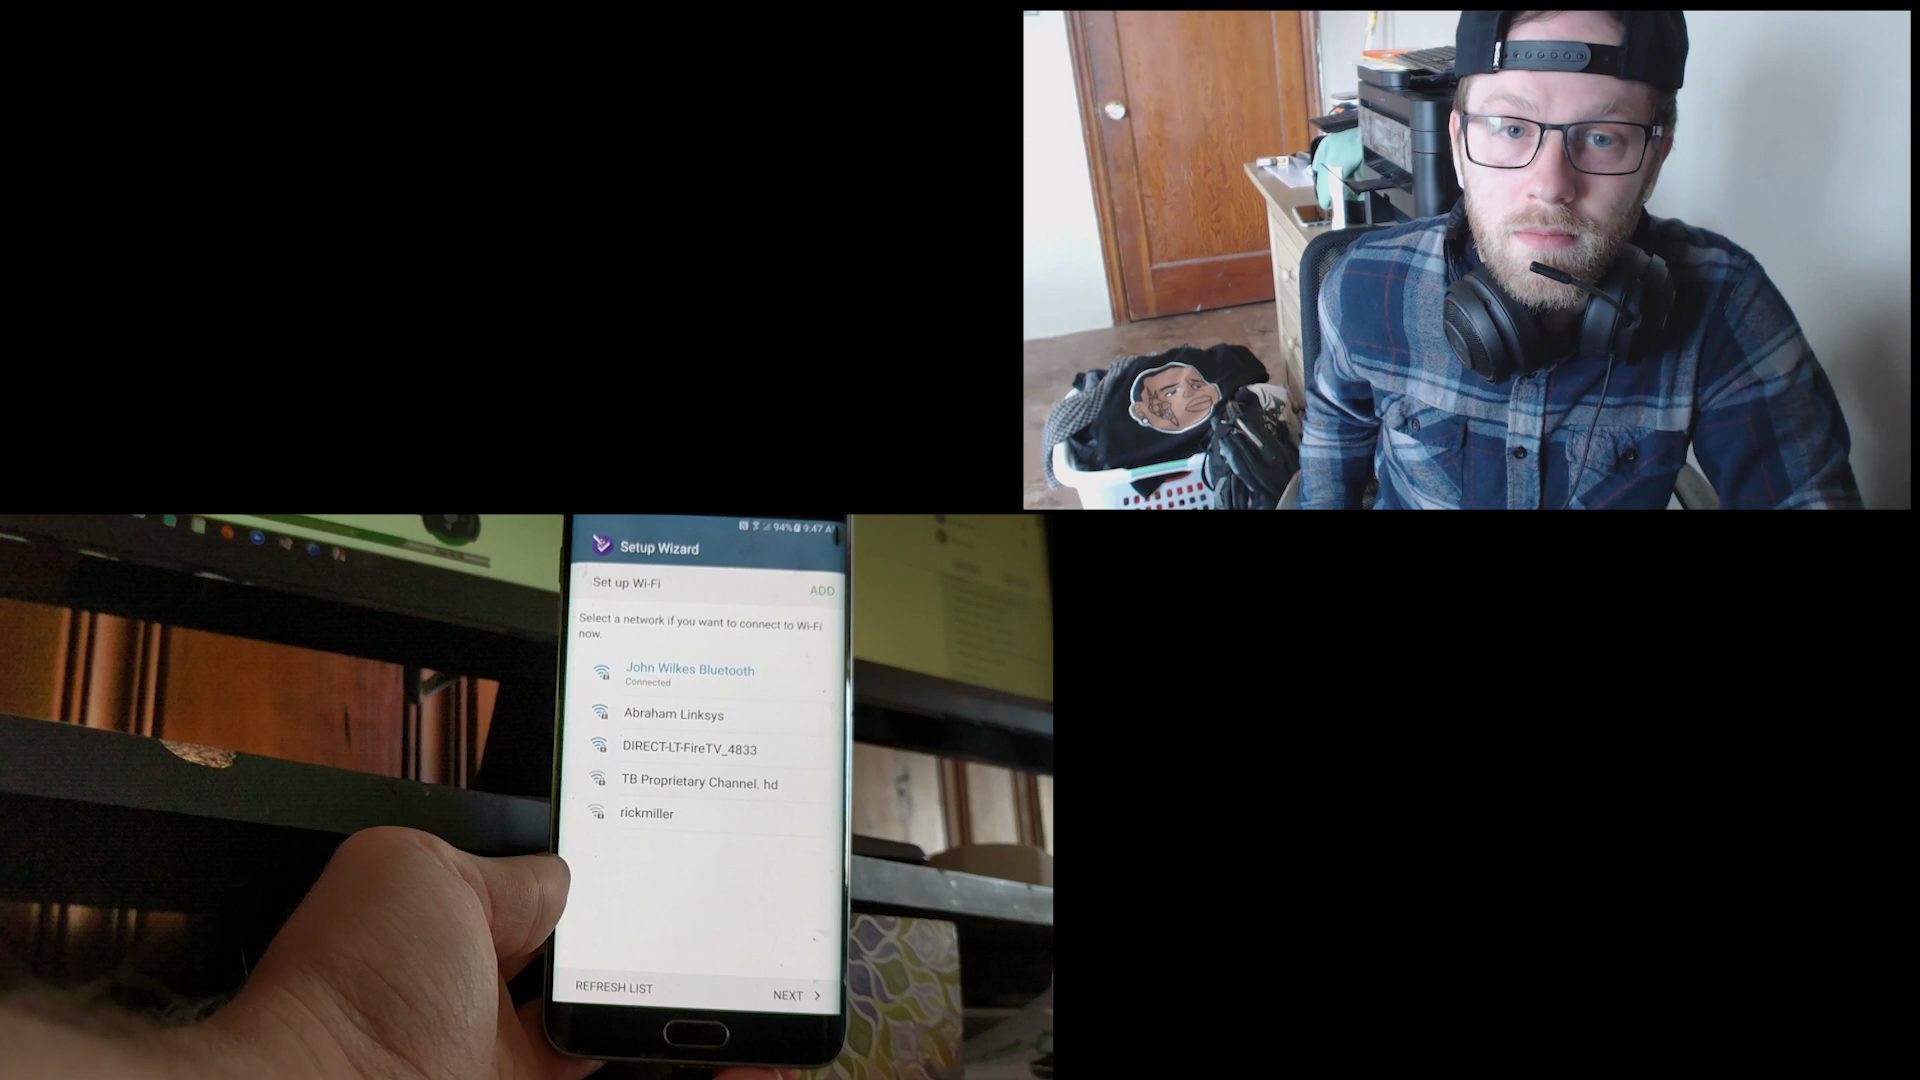 94% 9:47 A
Setup Wizard
Set up Wi-Fi
ADD
Select a network if you want to connect to Wi-Fi
now.
John Wilkes Bluetooth
Connected
Abraham Linksys
DIRECT-LT-FireTV_4833
TB Proprietary Channel. hd
rickmiller
REFRESH LIST
NEXT